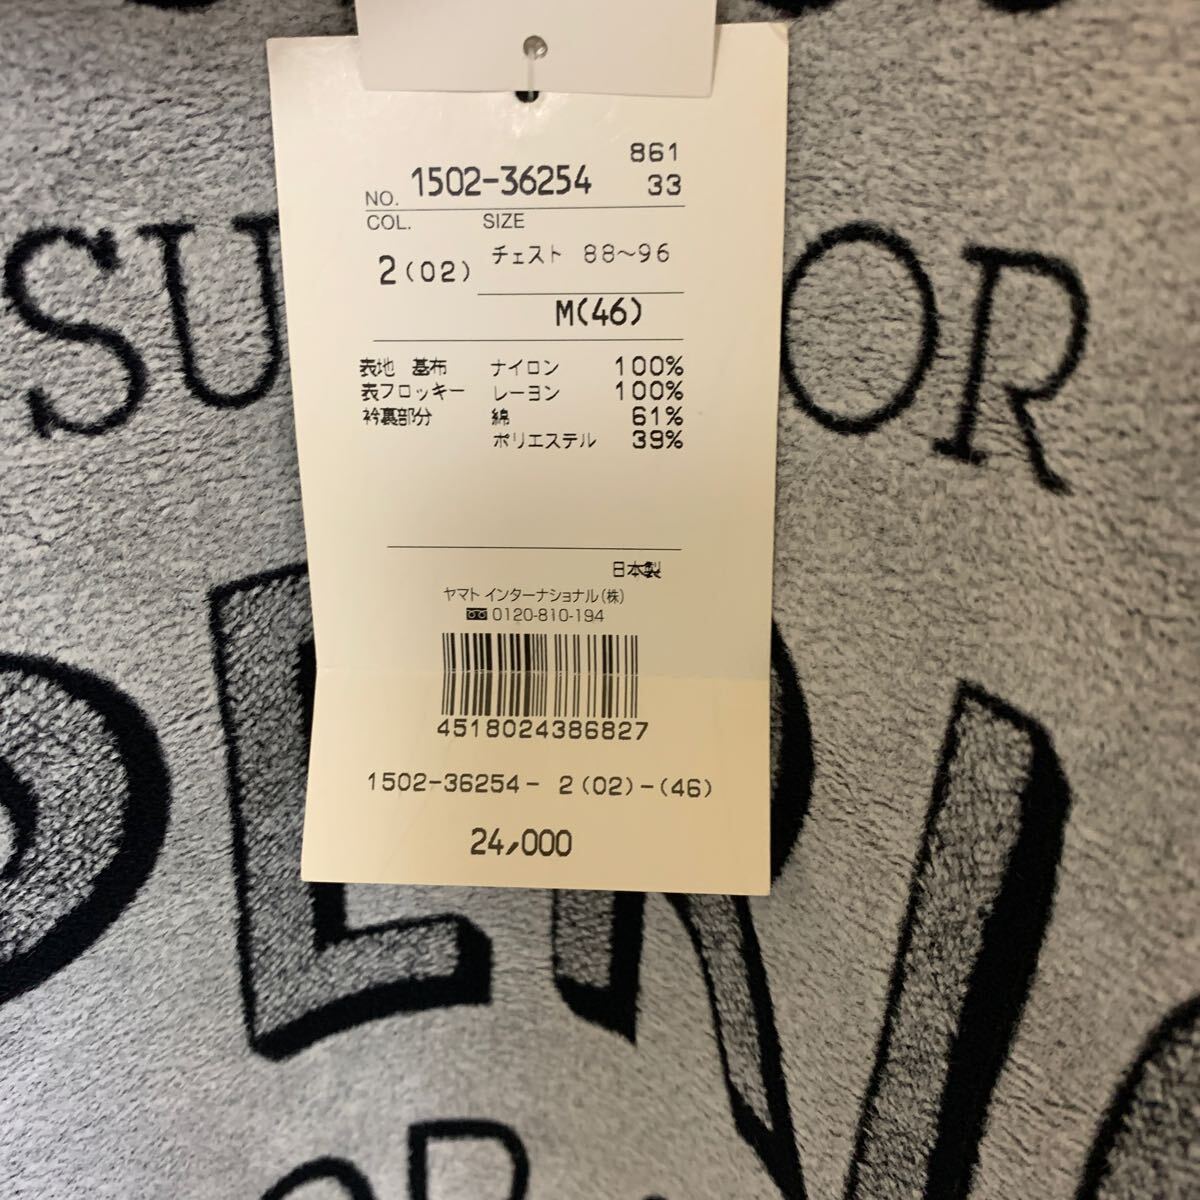 861
NO. 1502-36254 33
COL. SIZE
2(02) チェスト 88～96
M(46)
表地 基布 ナイロン 100%
表フロッキー レーヨン 100%
衿裏部分 綿 61%
ポリエステル 39%
日本製
ヤマト インターナショナル(株)
0120-810-194
4518024386827
1502-36254- 2(02)-(46)
24,000
SU
OR